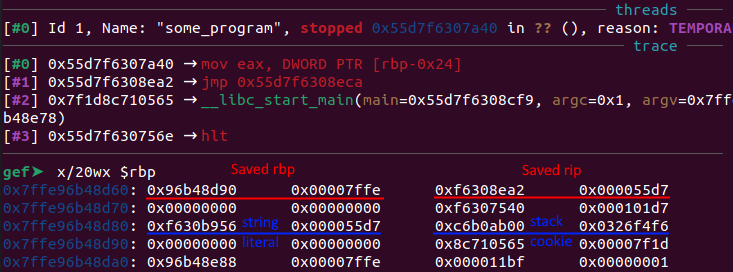 threads
[#0] Id 1, Name: "some_program", stopped 0x55d7f6307a40 in ?? (), reason: TEMPORA
trace
[#0] 0x55d7f6307a40 → mov eax, DWORD PTR [rbp-0x24]
[#1] 0x55d7f6308ea2 → jmp 0x55d7f6308eca
[#2] 0x7f1d8c710565 → __libc_start_main(main=0x55d7f6308cf9, argc=0x1, argv=0x7ff
b48e78)
[#3] 0x55d7f630756e → hlt
gef➤ x/20wx $rbp
Saved rbp Saved rip
0x7ffe96b48d60: 0x96b48d90 0x00007ffe 0xf6308ea2 0x000055d7
0x7ffe96b48d70: 0x00000000 0x00000000 0xf6307540 0x000101d7
0x7ffe96b48d80: 0xf630b956 string 0x000055d7 0xc6b0ab00 stack 0x0326f4f6
0x7ffe96b48d90: 0x00000000 literal 0x00000000 0x8c710565 cookie 0x00007f1d
0x7ffe96b48da0: 0x96b48e88 0x00007ffe 0x000011bf 0x00000001